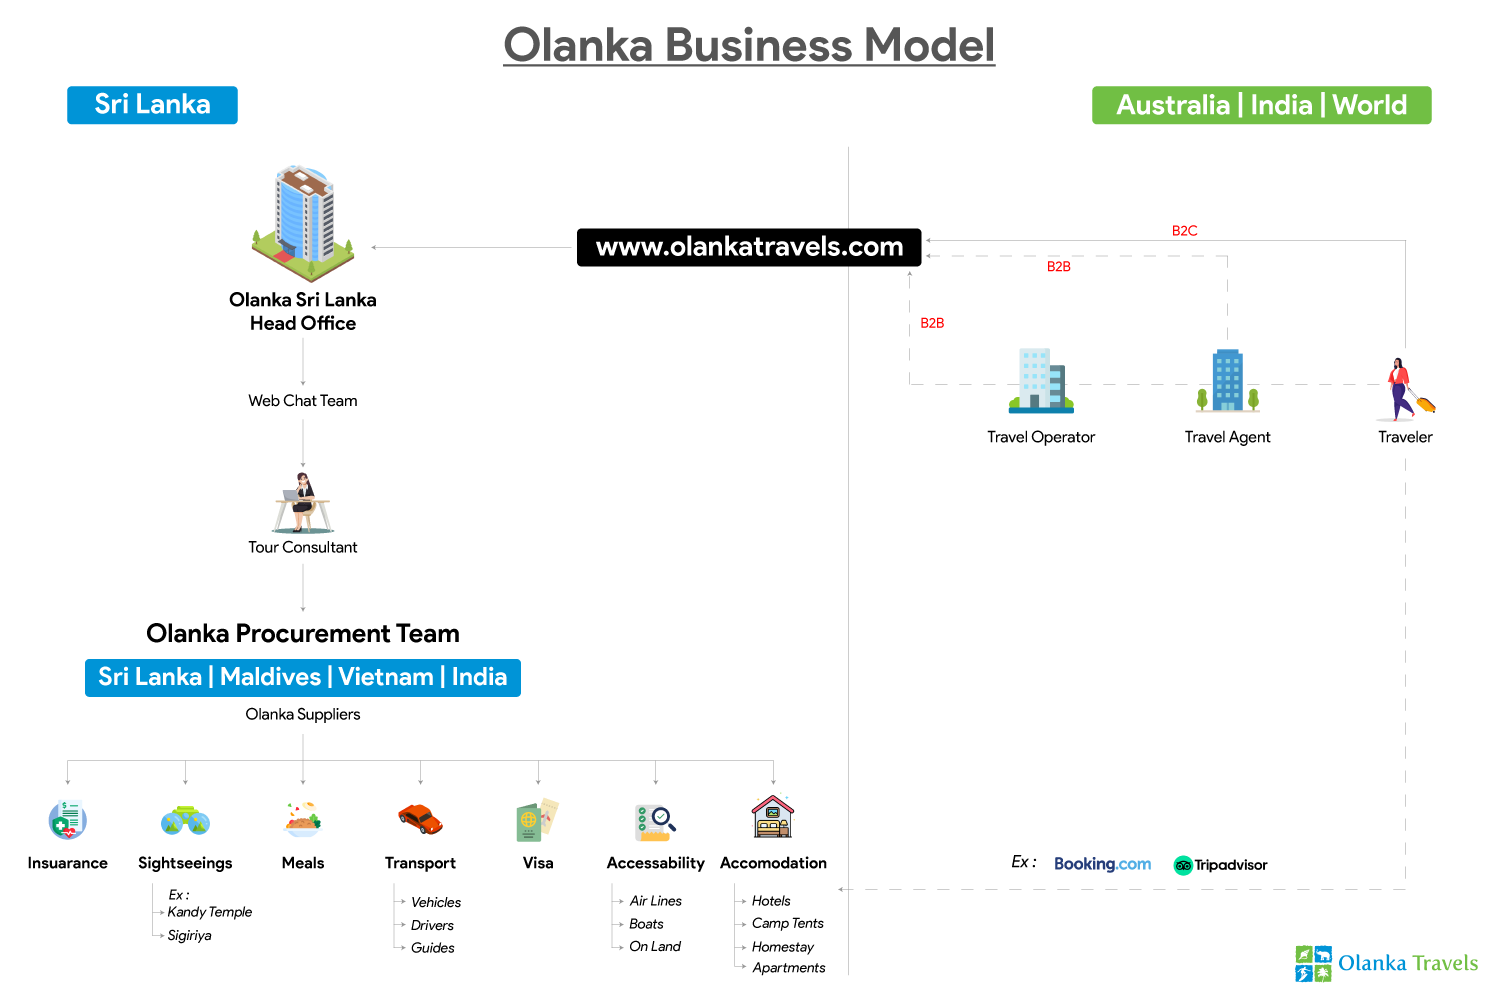 Olanka Business Model
Sri Lanka
Australia | India | World
www.olankatravels.com
B2C
B2B
B2B
Olanka Sri Lanka
Head Office
Web Chat Team
Travel Operator
Travel Agent
Traveler
Tour Consultant
Olanka Procurement Team
Sri Lanka | Maldives | Vietnam | India
Olanka Suppliers
Insuarance
Sightseeings
Meals
Transport
Visa
Accessability
Accomodation
Ex :
Kandy Temple
Sigiriya
Vehicles
Drivers
Guides
Air Lines
Boats
On Land
Hotels
Camp Tents
Homestay
Apartments
Ex :
Booking.com
Tripadvisor
Olanka Travels